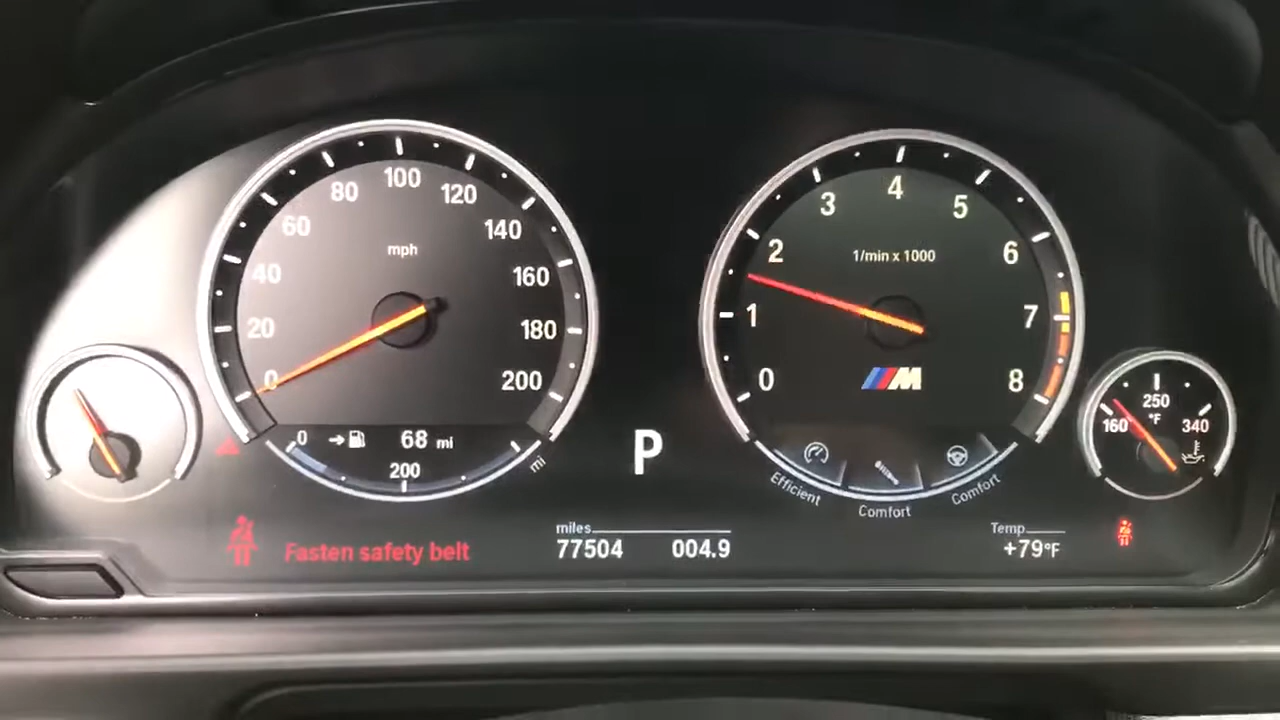 0
20
40
60
80
100
120
140
160
180
200
mph
0 68 mi
200
mi
P
0
1
2
3
4
5
6
7
8
1/min x 1000
M
Efficient
Comfort
Comfort
160
250
340
°F
Fasten safety belt
miles
77504 004.9
Temp
+79°F